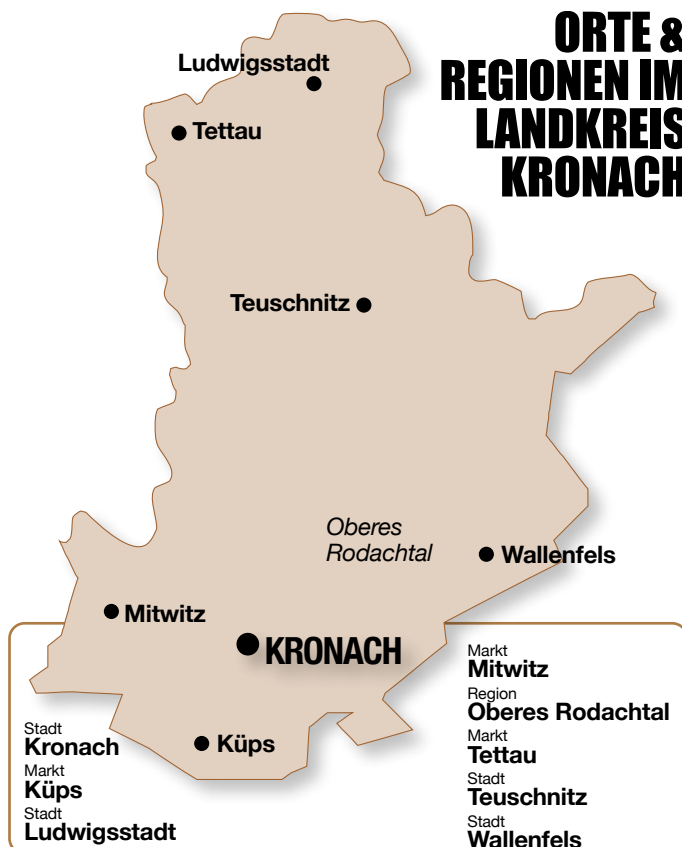 ORTE &
REGIONEN IM
LANDKREIS
KRONACH
Ludwigsstadt
Tettau
Teuschnitz
Oberes
Rodachtal
Wallenfels
Mitwitz
KRONACH
Küps
Stadt
Kronach
Markt
Küps
Stadt
Ludwigsstadt
Markt
Mitwitz
Region
Oberes Rodachtal
Markt
Tettau
Stadt
Teuschnitz
Stadt
Wallenfels